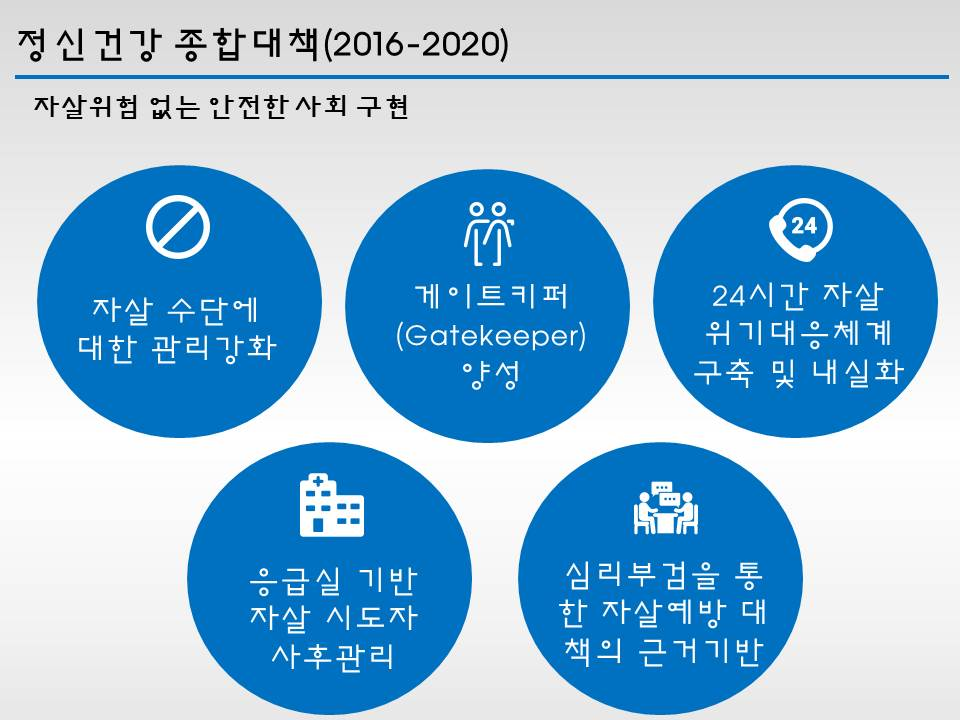 정신건강 종합대책(2016-2020)
자살위험 없는 안전한 사회 구현
자살 수단에
대한 관리강화
게이트키퍼
(Gatekeeper)
양성
24
24시간 자살
위기대응체계
구축 및 내실화
응급실 기반
자살 시도자
사후관리
심리부검을 통
한 자살예방 대
책의 근거기반